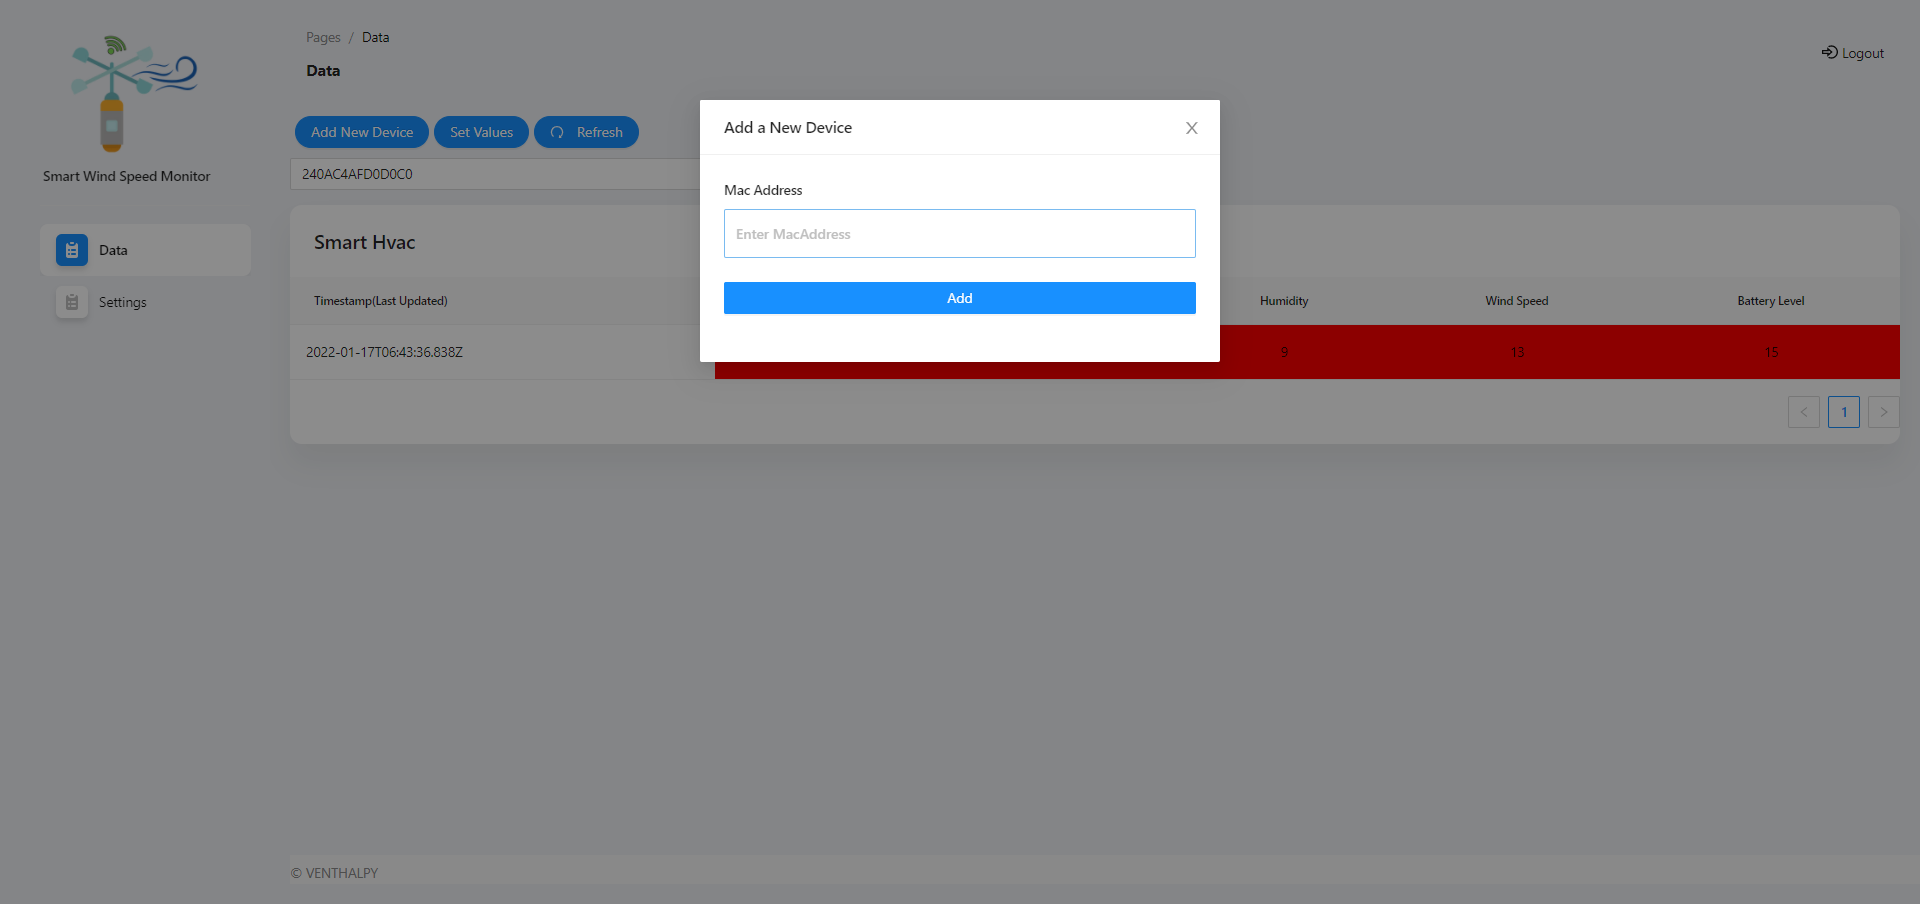 Smart Wind Speed Monitor
Data
Settings
Pages / Data
Data
Logout
Add New Device
Set Values
Refresh
240AC4AFD0D0C0
Smart Hvac
Timestamp(Last Updated)
Humidity
Wind Speed
Battery Level
2022-01-17T06:43:36.838Z
9
13
15
< 1 >
Add a New Device
X
Mac Address
Enter MacAddress
Add
© VENTHALPY